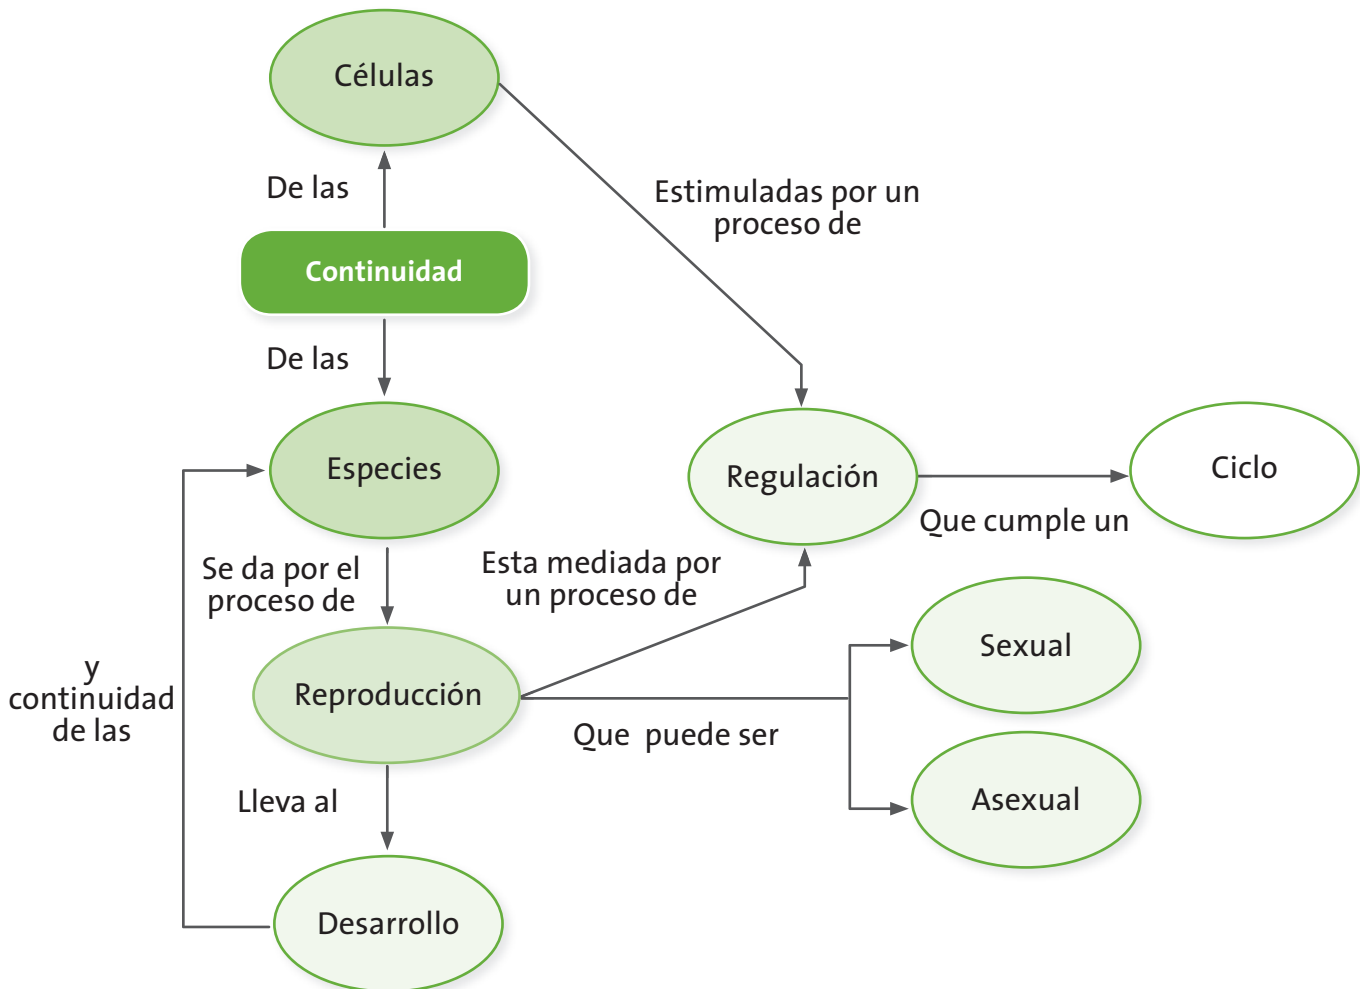 Células
De las
Estimuladas por un
proceso de
Continuidad
De las
Especies
Regulación
Ciclo
Que cumple un
Se da por el
proceso de
Esta mediada por
un proceso de
Sexual
y
continuidad
de las
Reproducción
Que puede ser
Lleva al
Asexual
Desarrollo